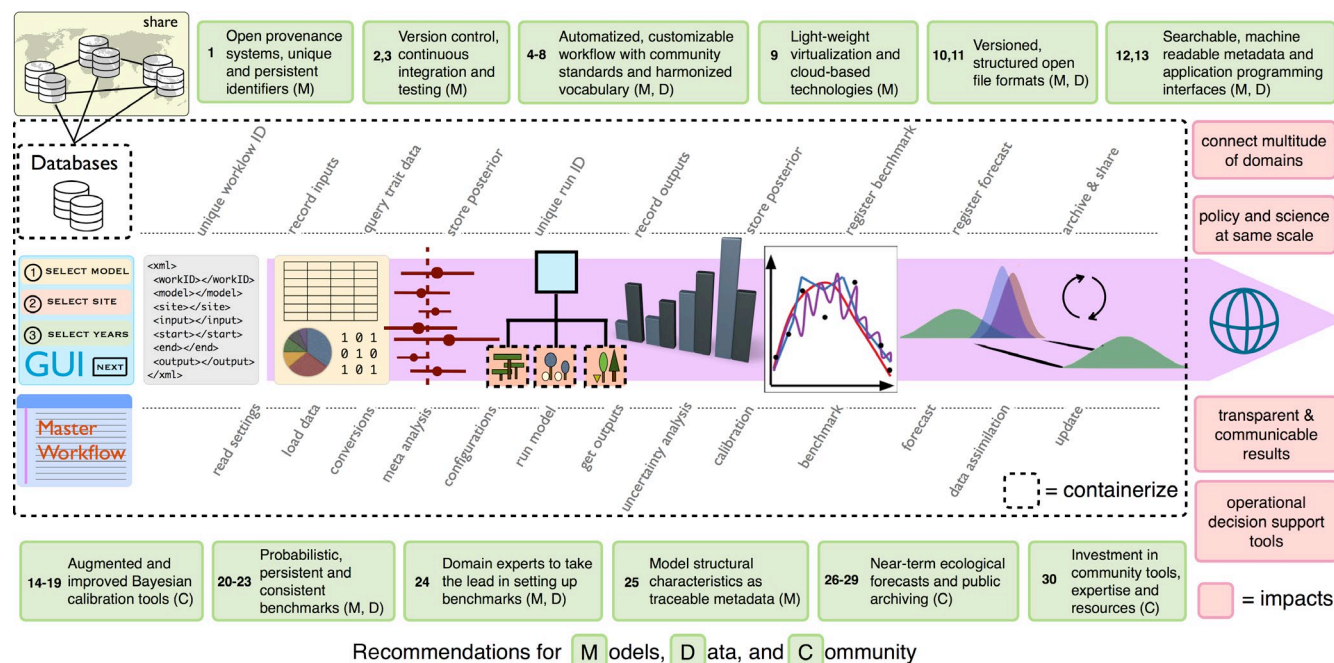 share
1 Open provenance
systems, unique
and persistent
identifiers (M)
2,3 Version control,
continuous
integration and
testing (M)
4-8 Automatized, customizable
workflow with community
standards and harmonized
vocabulary (M, D)
9 Light-weight
virtualization and
cloud-based
technologies (M)
10,11 Versioned,
structured open
file formats (M, D)
12,13 Searchable, machine
readable metadata and
application programming
interfaces (M, D)
Databases
unique worklow ID
record inputs
query trait data
store posterior
unique run ID
record outputs
store posterior
register becnhmark
register forecast
archive & share
connect multitude
of domains
policy and science
at same scale
1 SELECT MODEL
2 SELECT SITE
3 SELECT YEARS
GUI NEXT
<xml>
<workID></workID>
<model></model>
<site></site>
<input></input>
<start></start>
<end></end>
<output></output>
</xml>
1 0 1
0 1 0
1 0 1
Master
Workflow
read settings
load data
conversions
meta analysis
configurations
run model
get outputs
uncertainty analysis
calibration
benchmark
forecast
data assimilation
update
= containerize
transparent &
communicable
results
operational
decision support
tools
14-19 Augmented and
improved Bayesian
calibration tools (C)
20-23 Probabilistic,
persistent and
consistent
benchmarks (M, D)
24 Domain experts to take
the lead in setting up
benchmarks (M, D)
25 Model structural
characteristics as
traceable metadata (M)
26-29 Near-term ecological
forecasts and public
archiving (C)
30 Investment in
community tools,
expertise and
resources (C)
= impacts
Recommendations for Models, Data, and Community